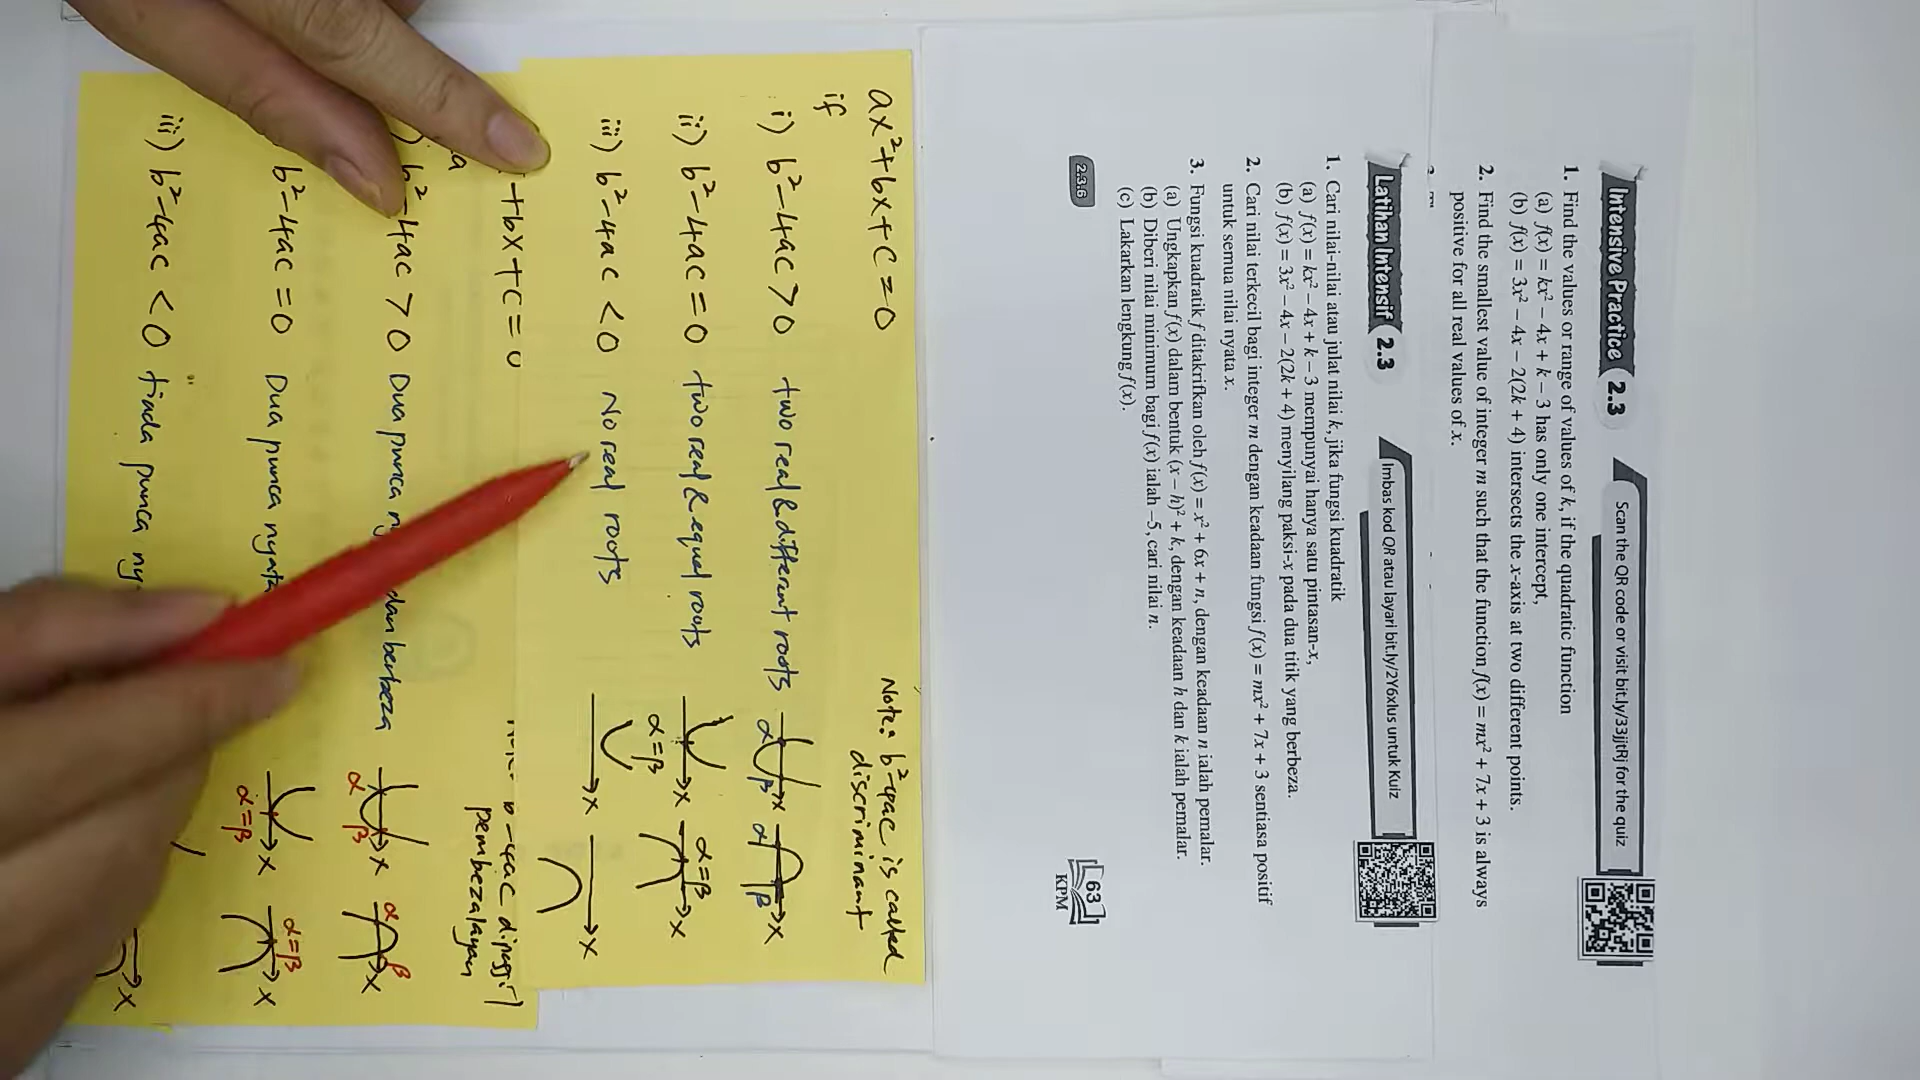 Intensive Practice 2.3
Scan the QR code or visit bit.ly/33jjtRj for the quiz
1. Find the values or range of values of k, if the quadratic function
(a) f(x) = kx² – 4x + k – 3 has only one intercept,
(b) f(x) = 3x² – 4x – 2(2k + 4) intersects the x-axis at two different points.
2. Find the smallest value of integer m such that the function f(x) = mx² + 7x + 3 is always
positive for all real values of x.
Latihan Intensif 2.3
Imbas kod QR atau layari bit.ly/2Y6xlus untuk Kuiz
1. Cari nilai-nilai atau julat nilai k, jika fungsi kuadratik
(a) f(x) = kx² – 4x + k – 3 mempunyai hanya satu pintasan-x,
(b) f(x) = 3x² – 4x – 2(2k + 4) menyilang paksi-x pada dua titik yang berbeza.
2. Cari nilai terkecil bagi integer m dengan keadaan fungsi f(x) = mx² + 7x + 3 sentiasa positif
untuk semua nilai nyata x.
3. Fungsi kuadratik f ditakrifkan oleh f(x) = x² + 6x + n, dengan keadaan n ialah pemalar.
(a) Ungkapkan f(x) dalam bentuk (x – h)² + k, dengan keadaan h dan k ialah pemalar.
(b) Diberi nilai minimum bagi f(x) ialah –5, cari nilai n.
(c) Lakarkan lengkung f(x).
2.3.6
63
KPM
ax²+bx+c=0
Note: b²-4ac is called
discriminant
if
i) b²-4ac>0 two real & different roots α β x α β x
ii) b²-4ac=0 two real & equal roots α=β x α=β x
iii) b²-4ac<0 No real roots x x
+bx+c=0
-4ac dipanggil
pembezalayan
) b²-4ac>0 Dua punca dan berbeza α β x α β x
b²-4ac=0 Dua punca nyata α=β x α=β x
iii) b²-4ac<0 tiada punca ny x